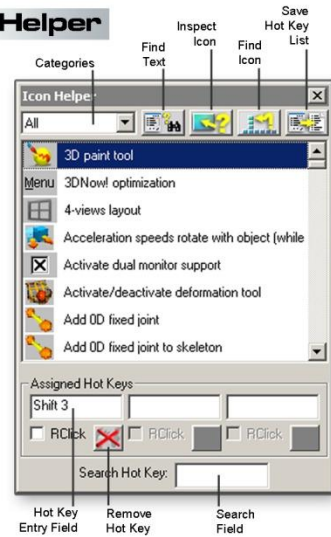 Helper
Categories
Find
Text
Inspect
Icon
Find
Icon
Save
Hot Key
List
Icon Helper
All
3D paint tool
Menu 3DNow! optimization
4-views layout
Acceleration speeds rotate with object (while
Activate dual monitor support
Activate/deactivate deformation tool
Add 0D fixed joint
Add 0D fixed joint to skeleton
Assigned Hot Keys
Shift 3
RClick RClick RClick
Search Hot Key:
Hot Key
Entry Field
Remove
Hot Key
Search
Field